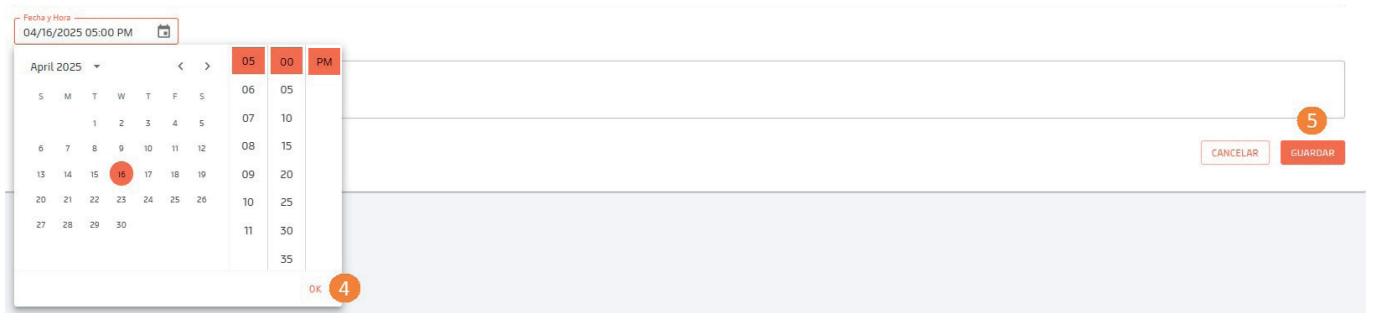 Fecha y Hora
04/16/2025 05:00 PM
April 2025
S M T W T F S
1 2 3 4 5
6 7 8 9 10 11 12
13 14 15 16 17 18 19
20 21 22 23 24 25 26
27 28 29 30
05 00 PM
06 05
07 10
08 15
09 20
10 25
11 30
35
OK 4
5
CANCELAR GUARDAR